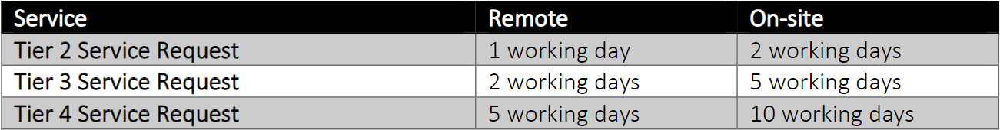 Service Remote On-site
Tier 2 Service Request 1 working day 2 working days
Tier 3 Service Request 2 working days 5 working days
Tier 4 Service Request 5 working days 10 working days